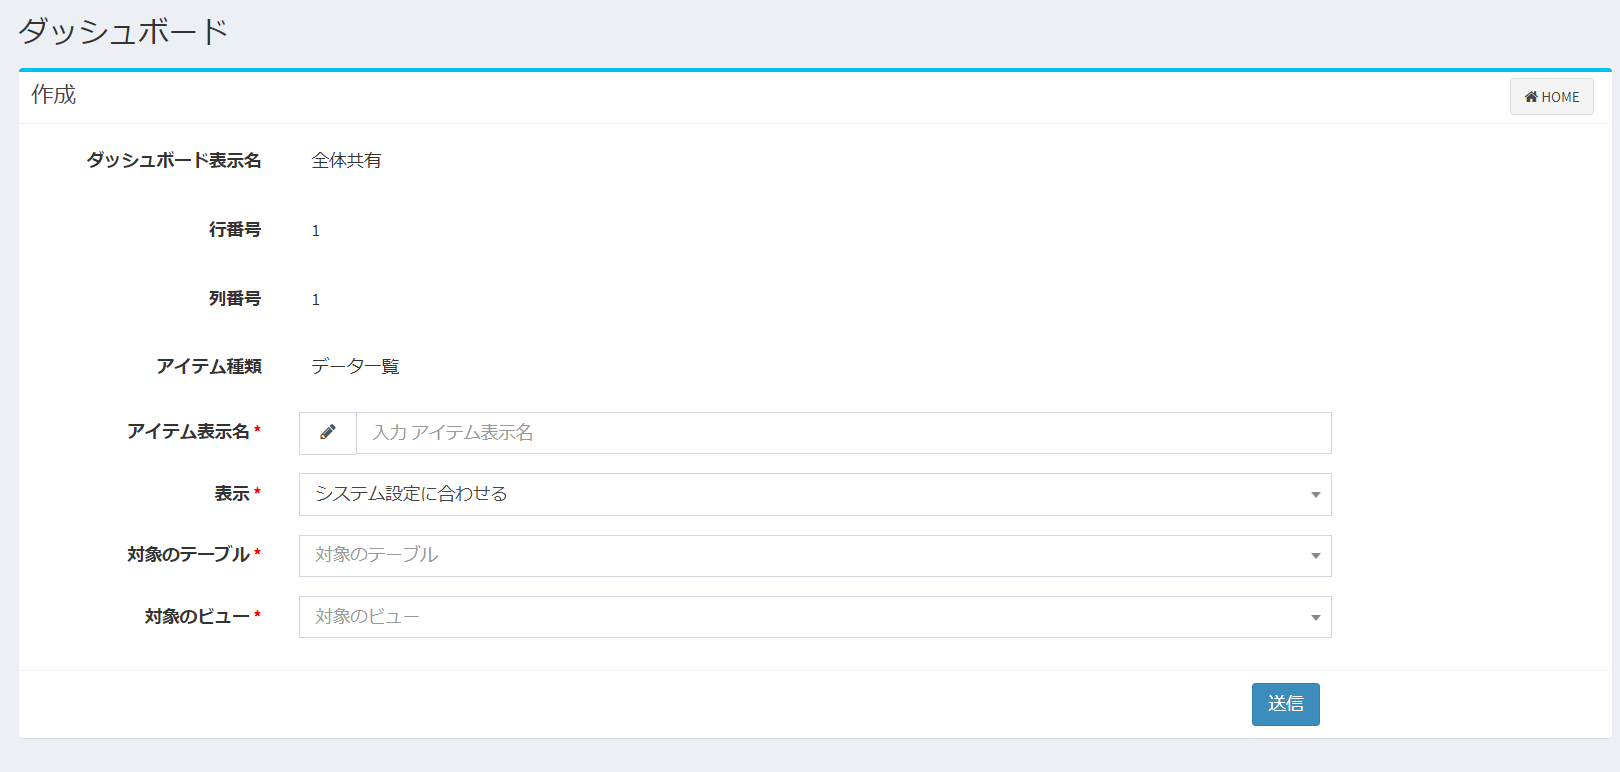 ダッシュボード
作成
HOME
ダッシュボード表示名 全体共有
行番号 1
列番号 1
アイテム種類 データ一覧
アイテム表示名 * 入力 アイテム表示名
表示 * システム設定に合わせる
対象のテーブル * 対象のテーブル
対象のビュー * 対象のビュー
送信